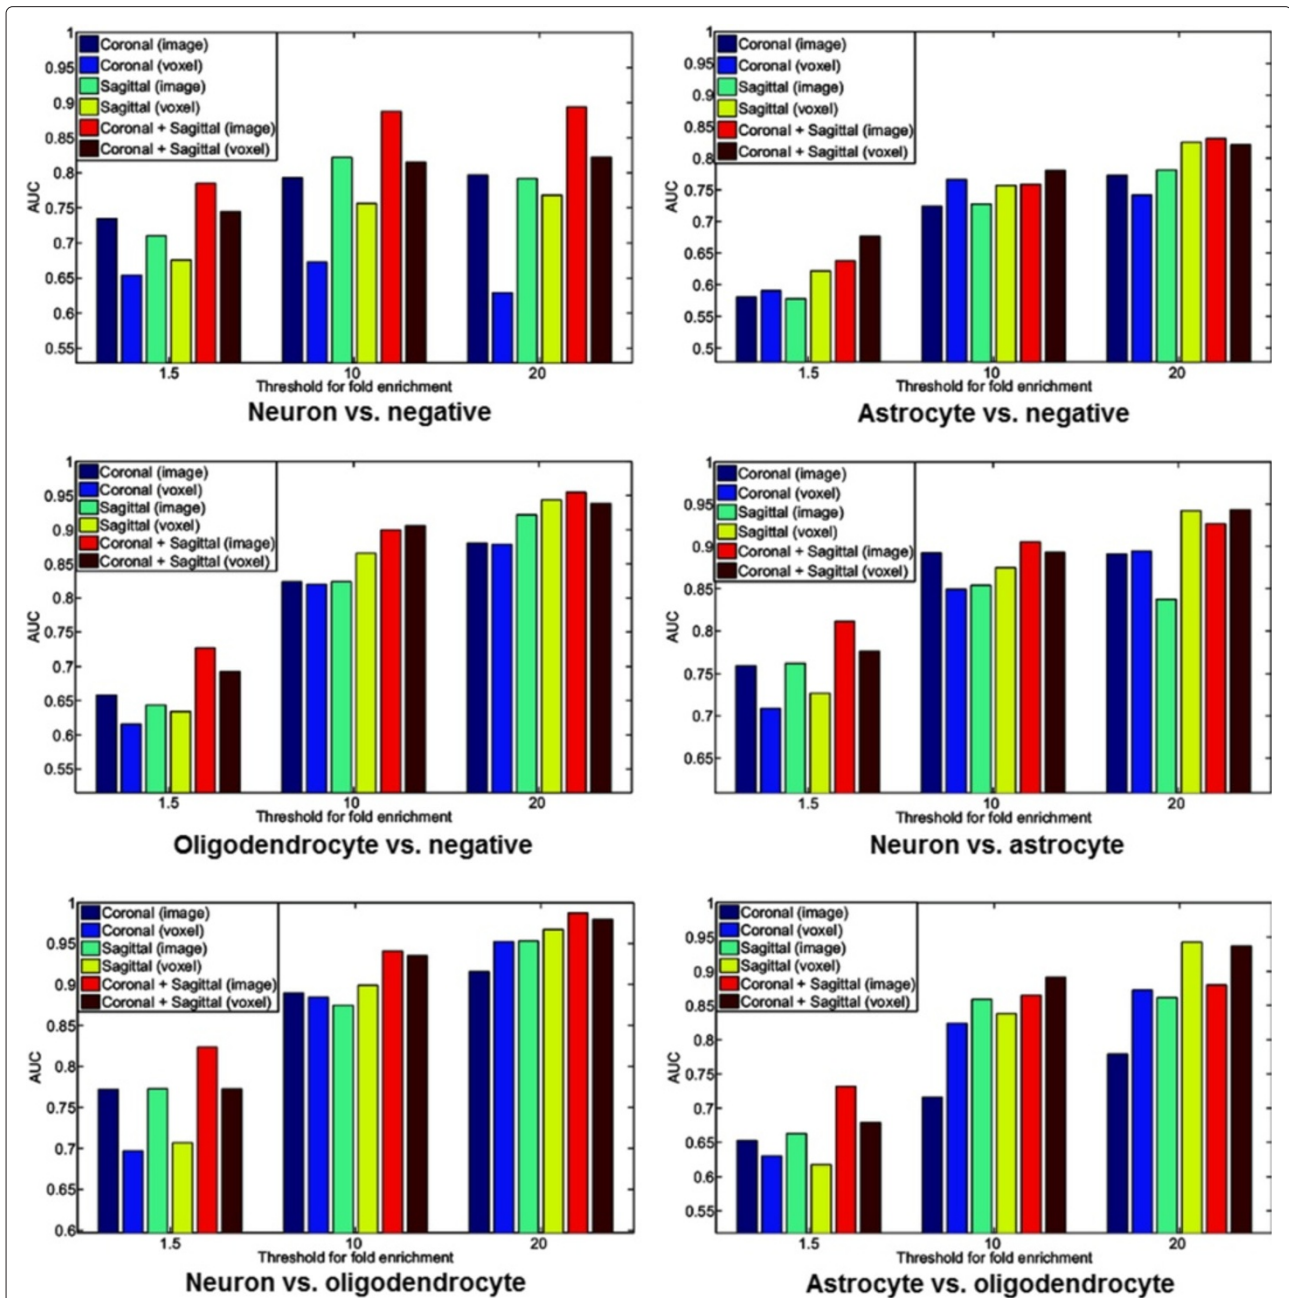 1
0.95
0.9
0.85
0.8
0.75
0.7
0.65
0.6
0.55
AUC
Coronal (image)
Coronal (voxel)
Sagittal (image)
Sagittal (voxel)
Coronal + Sagittal (image)
Coronal + Sagittal (voxel)
1.5 10 20
Threshold for fold enrichment
Neuron vs. negative
1
0.95
0.9
0.85
0.8
0.75
0.7
0.65
0.6
0.55
0.5
AUC
Coronal (image)
Coronal (voxel)
Sagittal (image)
Sagittal (voxel)
Coronal + Sagittal (image)
Coronal + Sagittal (voxel)
1.5 10 20
Threshold for fold enrichment
Astrocyte vs. negative
1
0.95
0.9
0.85
0.8
0.75
0.7
0.65
0.6
0.55
AUC
Coronal (image)
Coronal (voxel)
Sagittal (image)
Sagittal (voxel)
Coronal + Sagittal (image)
Coronal + Sagittal (voxel)
1.5 10 20
Threshold for fold enrichment
Oligodendrocyte vs. negative
1
0.95
0.9
0.85
0.8
0.75
0.7
0.65
AUC
Coronal (image)
Coronal (voxel)
Sagittal (image)
Sagittal (voxel)
Coronal + Sagittal (image)
Coronal + Sagittal (voxel)
1.5 10 20
Threshold for fold enrichment
Neuron vs. astrocyte
1
0.95
0.9
0.85
0.8
0.75
0.7
0.65
0.6
AUC
Coronal (image)
Coronal (voxel)
Sagittal (image)
Sagittal (voxel)
Coronal + Sagittal (image)
Coronal + Sagittal (voxel)
1.5 10 20
Threshold for fold enrichment
Neuron vs. oligodendrocyte
1
0.95
0.9
0.85
0.8
0.75
0.7
0.65
0.6
0.55
AUC
Coronal (image)
Coronal (voxel)
Sagittal (image)
Sagittal (voxel)
Coronal + Sagittal (image)
Coronal + Sagittal (voxel)
1.5 10 20
Threshold for fold enrichment
Astrocyte vs. oligodendrocyte